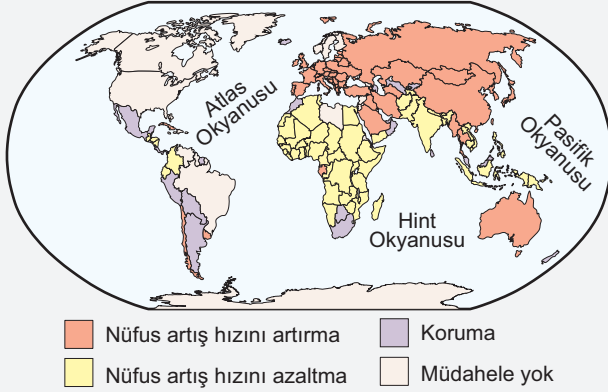 Atlas
Okyanusu
Pasifik
Okyanusu
Hint
Okyanusu
Nüfus artış hızını artırma
Koruma
Nüfus artış hızını azaltma
Müdahele yok